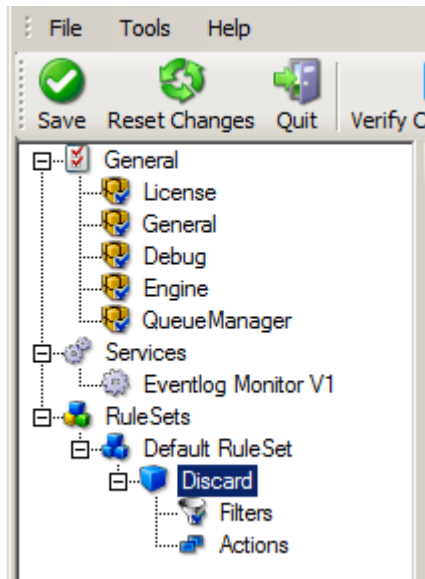 File Tools Help
Save Reset Changes Quit Verify
General
License
General
Debug
Engine
QueueManager
Services
Eventlog Monitor V1
RuleSets
Default RuleSet
Discard
Filters
Actions